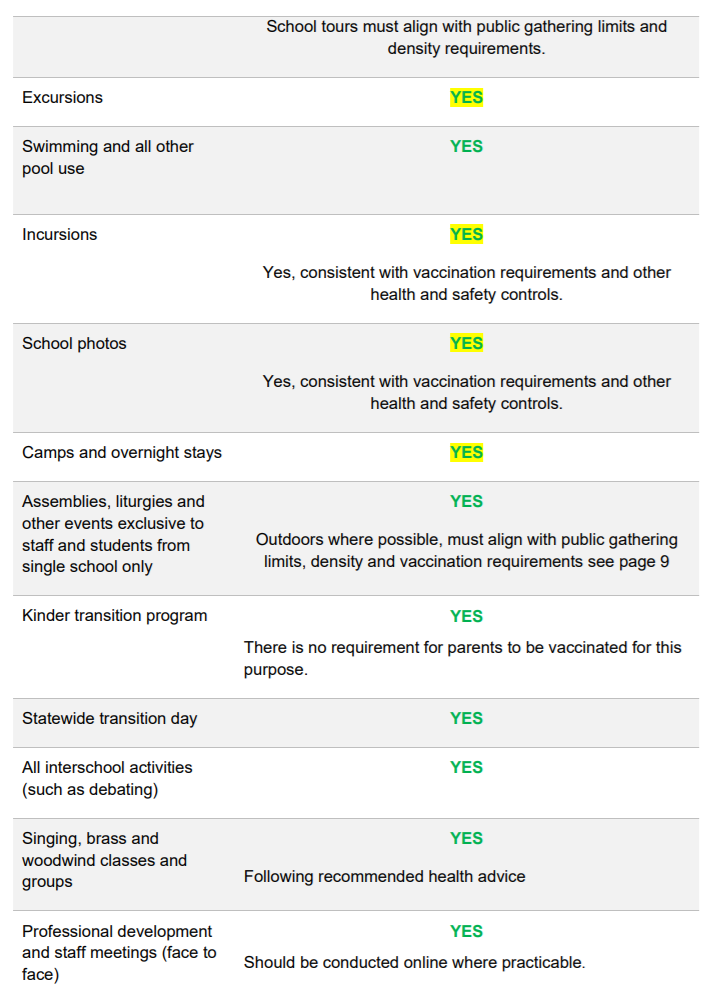 School tours must align with public gathering limits and
density requirements.
Excursions
YES
Swimming and all other
pool use
YES
Incursions
YES
Yes, consistent with vaccination requirements and other
health and safety controls.
School photos
YES
Yes, consistent with vaccination requirements and other
health and safety controls.
Camps and overnight stays
YES
Assemblies, liturgies and
other events exclusive to
staff and students from
single school only
YES
Outdoors where possible, must align with public gathering
limits, density and vaccination requirements see page 9
Kinder transition program
YES
There is no requirement for parents to be vaccinated for this
purpose.
Statewide transition day
YES
All interschool activities
(such as debating)
YES
Singing, brass and
woodwind classes and
groups
YES
Following recommended health advice
Professional development
and staff meetings (face to
face)
YES
Should be conducted online where practicable.